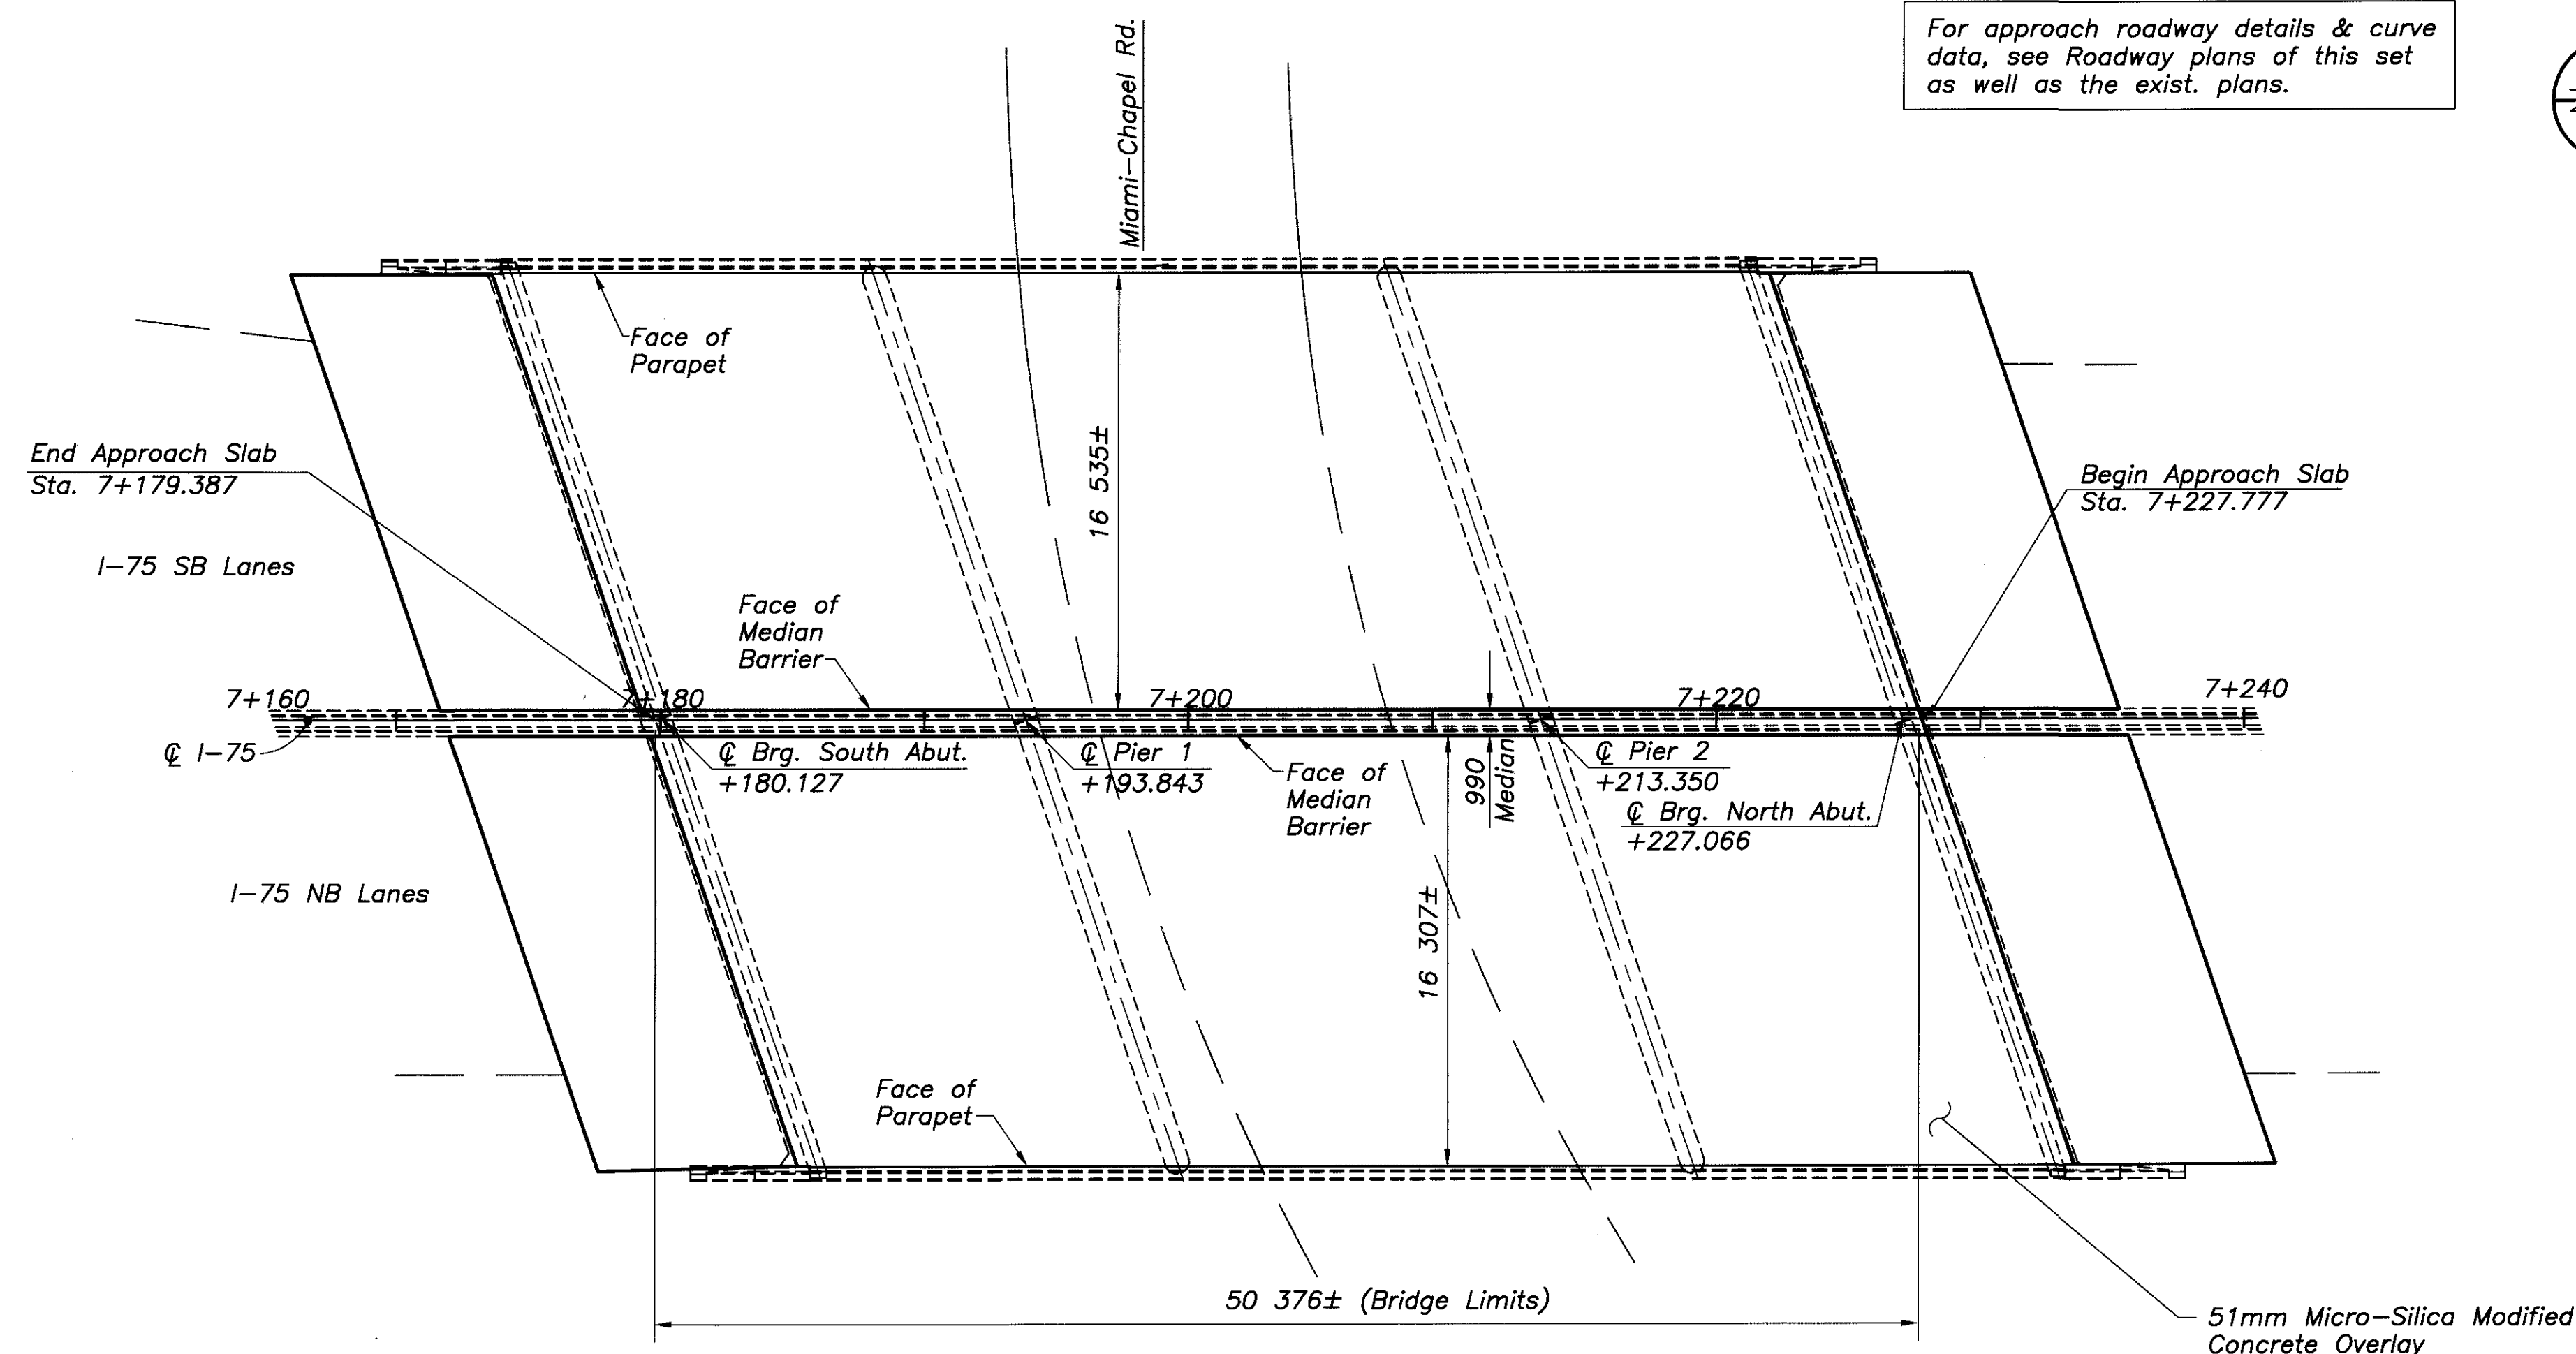 For approach roadway details & curve
data, see Roadway plans of this set
as well as the exist. plans.
Miami-Chapel Rd.
Face of
Parapet
16 535±
End Approach Slab
Sta. 7+179.387
Begin Approach Slab
Sta. 7+227.777
I-75 SB Lanes
Face of
Median
Barrier
7+160
7+180
7+200
7+220
7+240
℄ I-75
℄ Brg. South Abut.
+180.127
℄ Pier 1
+193.843
Face of
Median
Barrier
990
Median
℄ Pier 2
+213.350
℄ Brg. North Abut.
+227.066
I-75 NB Lanes
16 307±
Face of
Parapet
50 376± (Bridge Limits)
51mm Micro-Silica Modified
Concrete Overlay